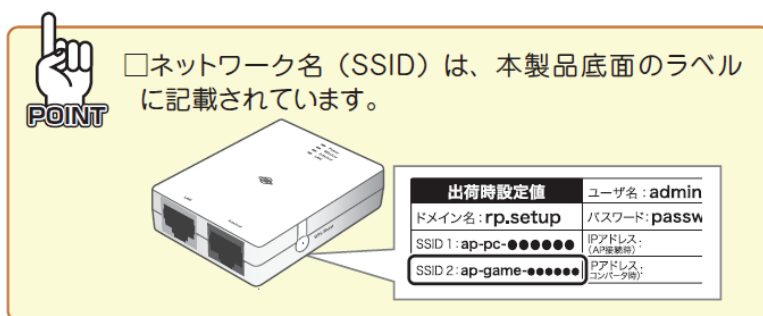 POINT
□ネットワーク名（SSID）は、本製品底面のラベル
に記載されています。
出荷時設定値
ユーザ名：admin
ドメイン名：rp.setup
パスワード：passw
SSID 1：ap-pc-●●●●●●
IPアドレス：
(AP接続時)
SSID 2：ap-game-●●●●●●
Pアドレス：
コンバータ時)